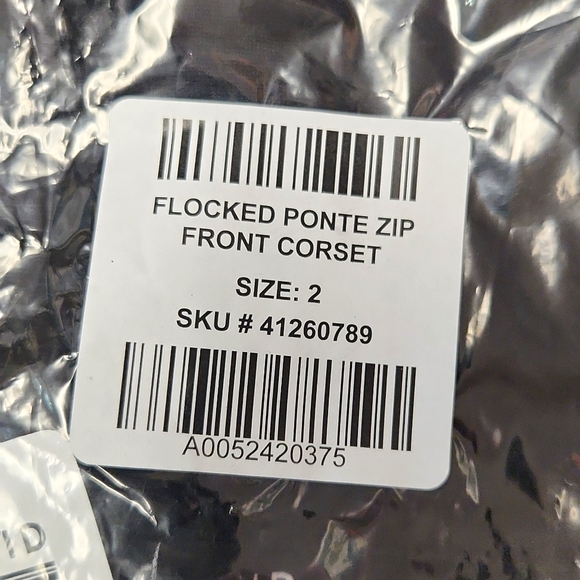 FLOCKED PONTE ZIP
FRONT CORSET
SIZE: 2
SKU # 41260789
A0052420375